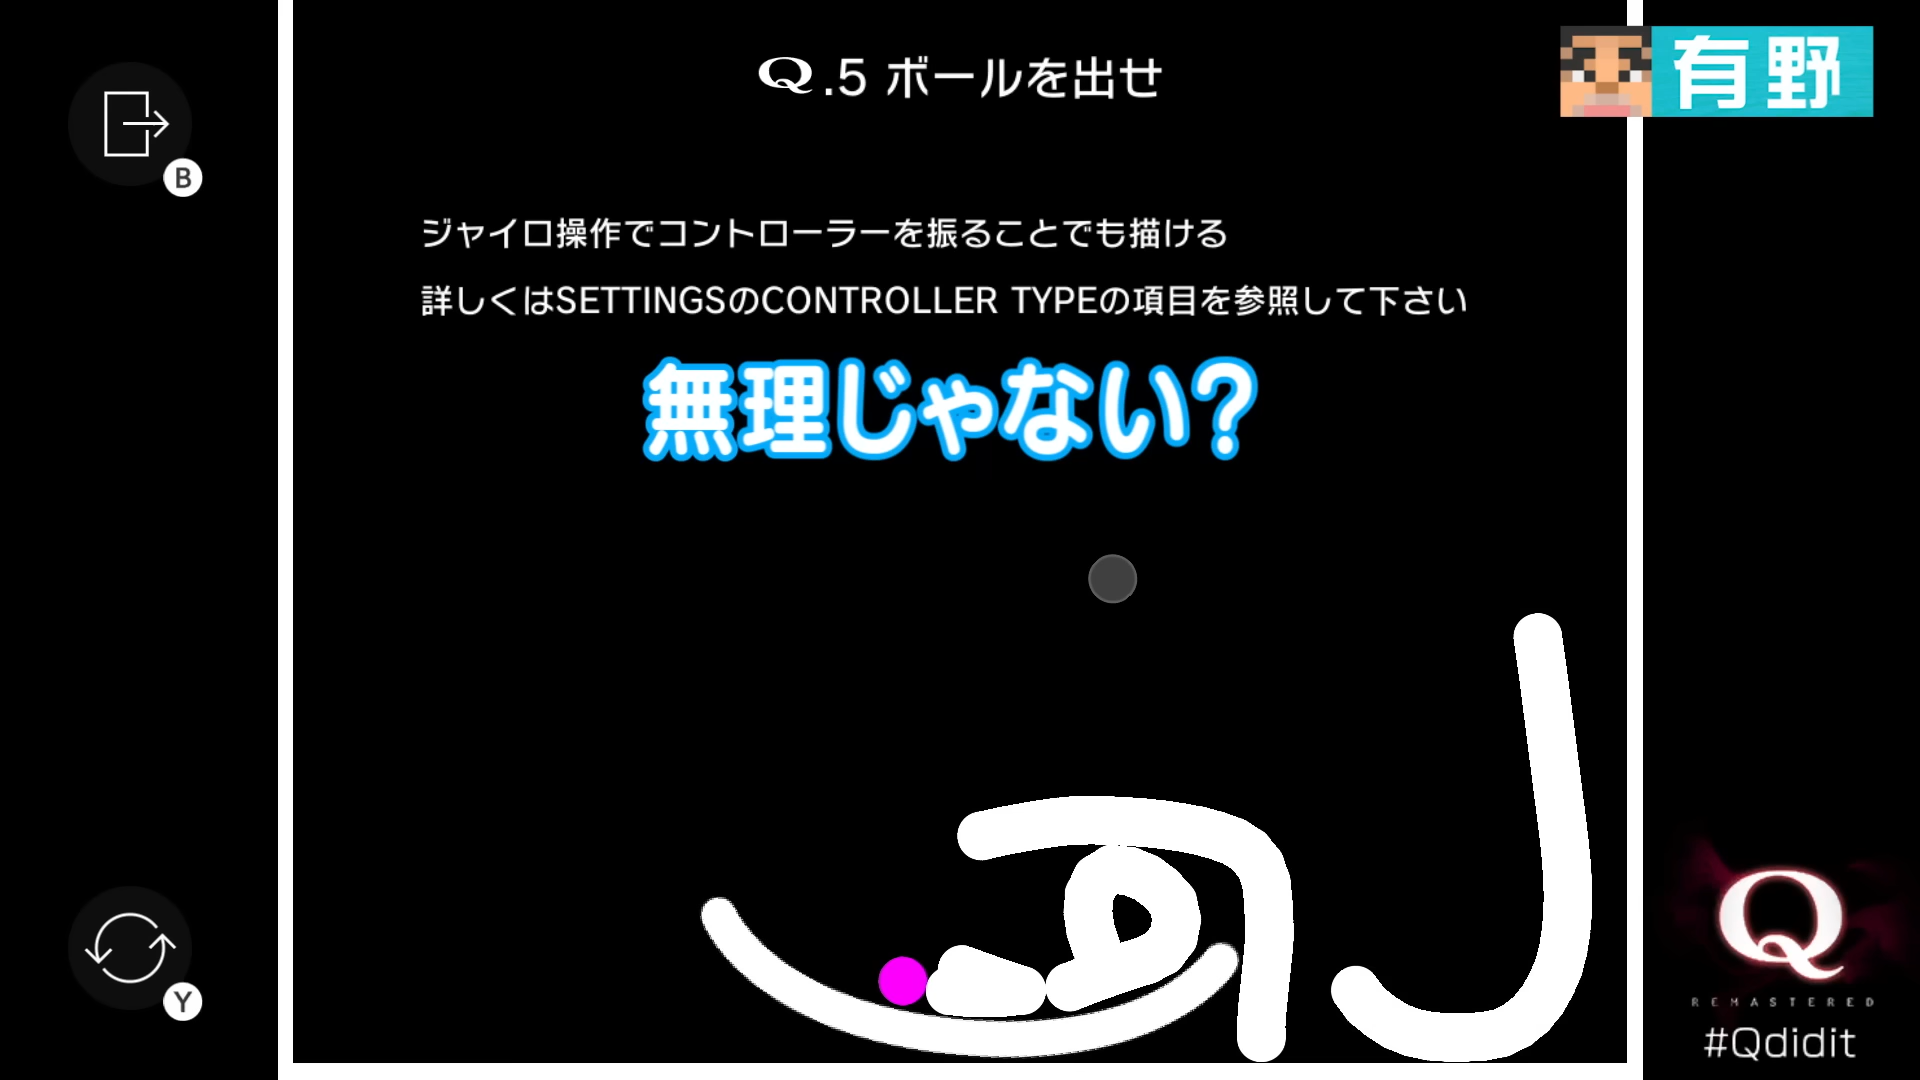 Q.5 ボールを出せ
有野
B
ジャイロ操作でコントローラーを振ることでも描ける
詳しくはSETTINGSのCONTROLLER TYPEの項目を参照して下さい
無理じゃない?
Y
Q
REMASTERED
#Qdidit